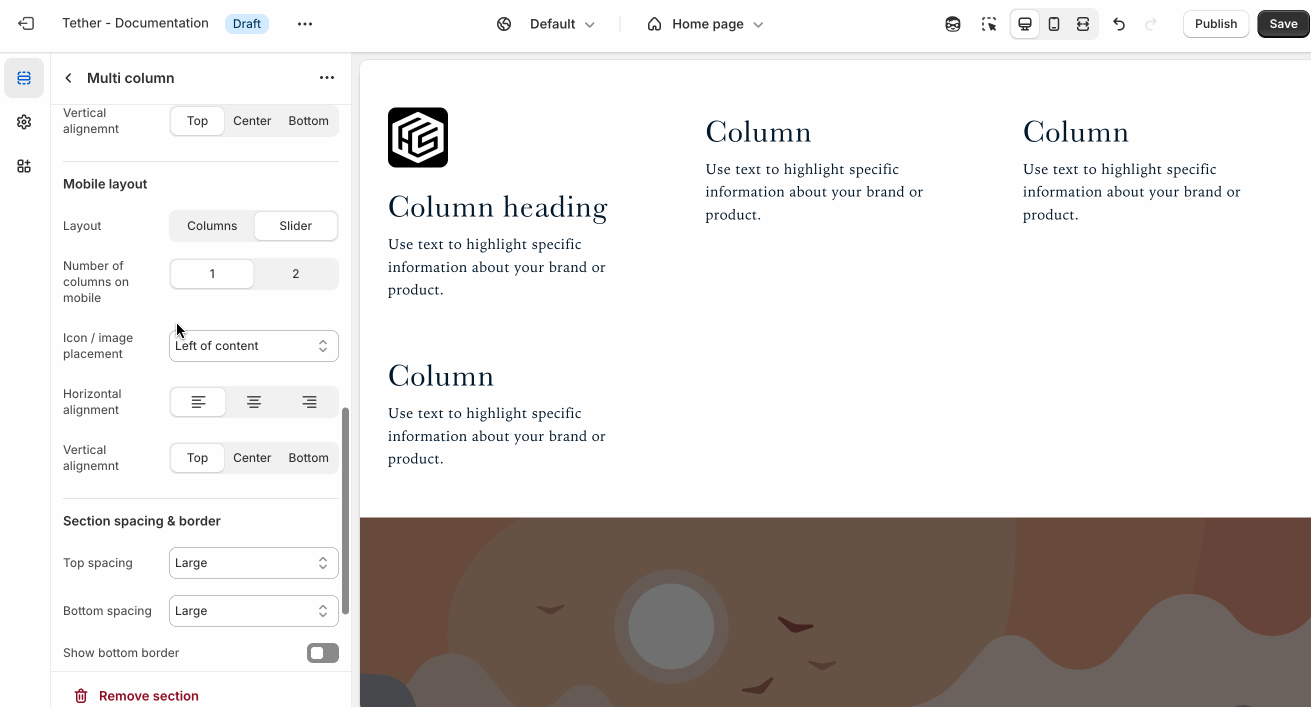 Tether - Documentation
Draft
Default
Home page
Publish
Save
Multi column
Vertical
alignemnt
Top
Center
Bottom
Mobile layout
Layout
Columns
Slider
Number of
columns on
mobile
1
2
Icon / image
placement
Left of content
Horizontal
alignment
Vertical
alignemnt
Top
Center
Bottom
Section spacing & border
Top spacing
Large
Bottom spacing
Large
Show bottom border
Remove section
Column heading
Use text to highlight specific
information about your brand or
product.
Column
Use text to highlight specific
information about your brand or
product.
Column
Use text to highlight specific
information about your brand or
product.
Column
Use text to highlight specific
information about your brand or
product.